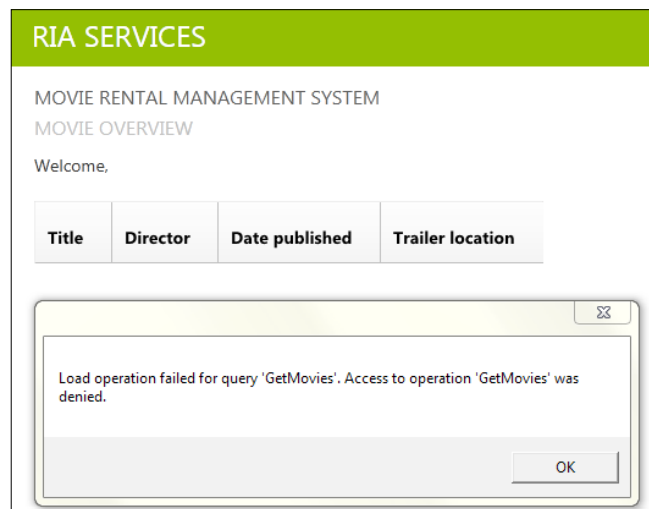 RIA SERVICES
MOVIE RENTAL MANAGEMENT SYSTEM
MOVIE OVERVIEW
Welcome,
Title Director Date published Trailer location
Load operation failed for query 'GetMovies'. Access to operation 'GetMovies' was
denied.
OK